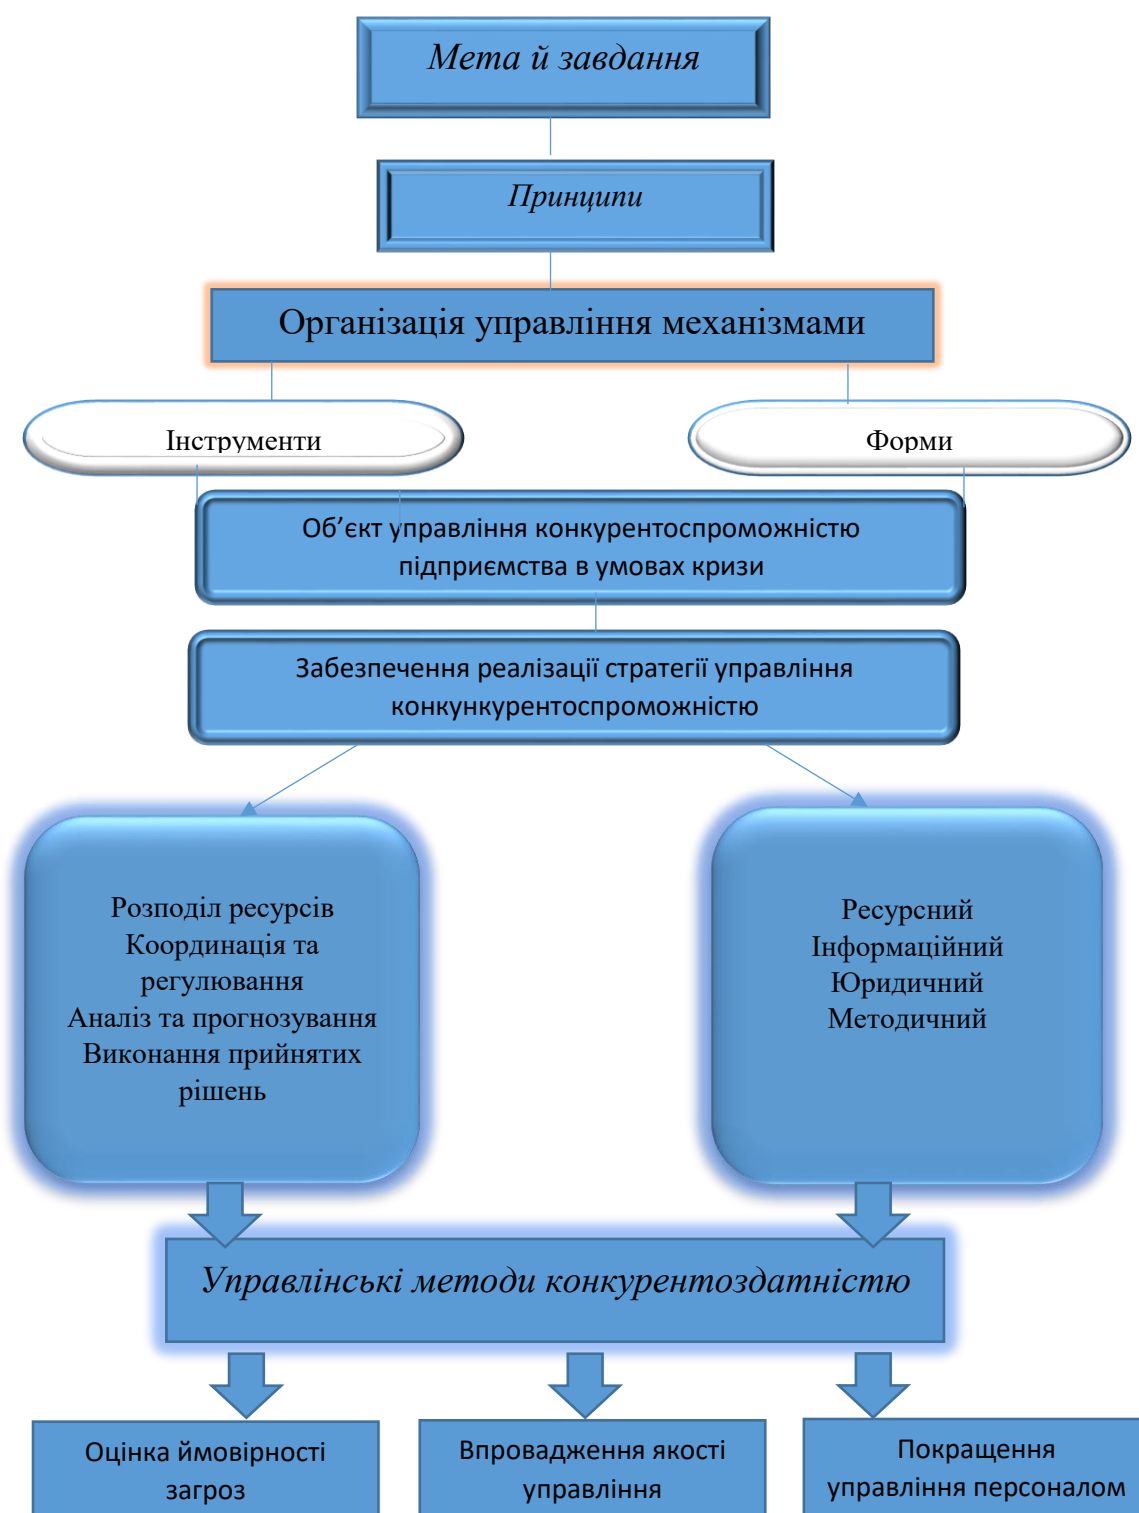 Мета й завдання
Принципи
Організація управління механізмами
Інструменти
Форми
Об’єкт управління конкурентоспроможністю
підприємства в умовах кризи
Забезпечення реалізації стратегії управління
конкункурентоспроможністю
Розподіл ресурсів
Координація та
регулювання
Аналіз та прогнозування
Виконання прийнятих
рішень
Ресурсний
Інформаційний
Юридичний
Методичний
Управлінські методи конкурентоздатністю
Оцінка ймовірності
загроз
Впровадження якості
управління
Покращення
управління персоналом